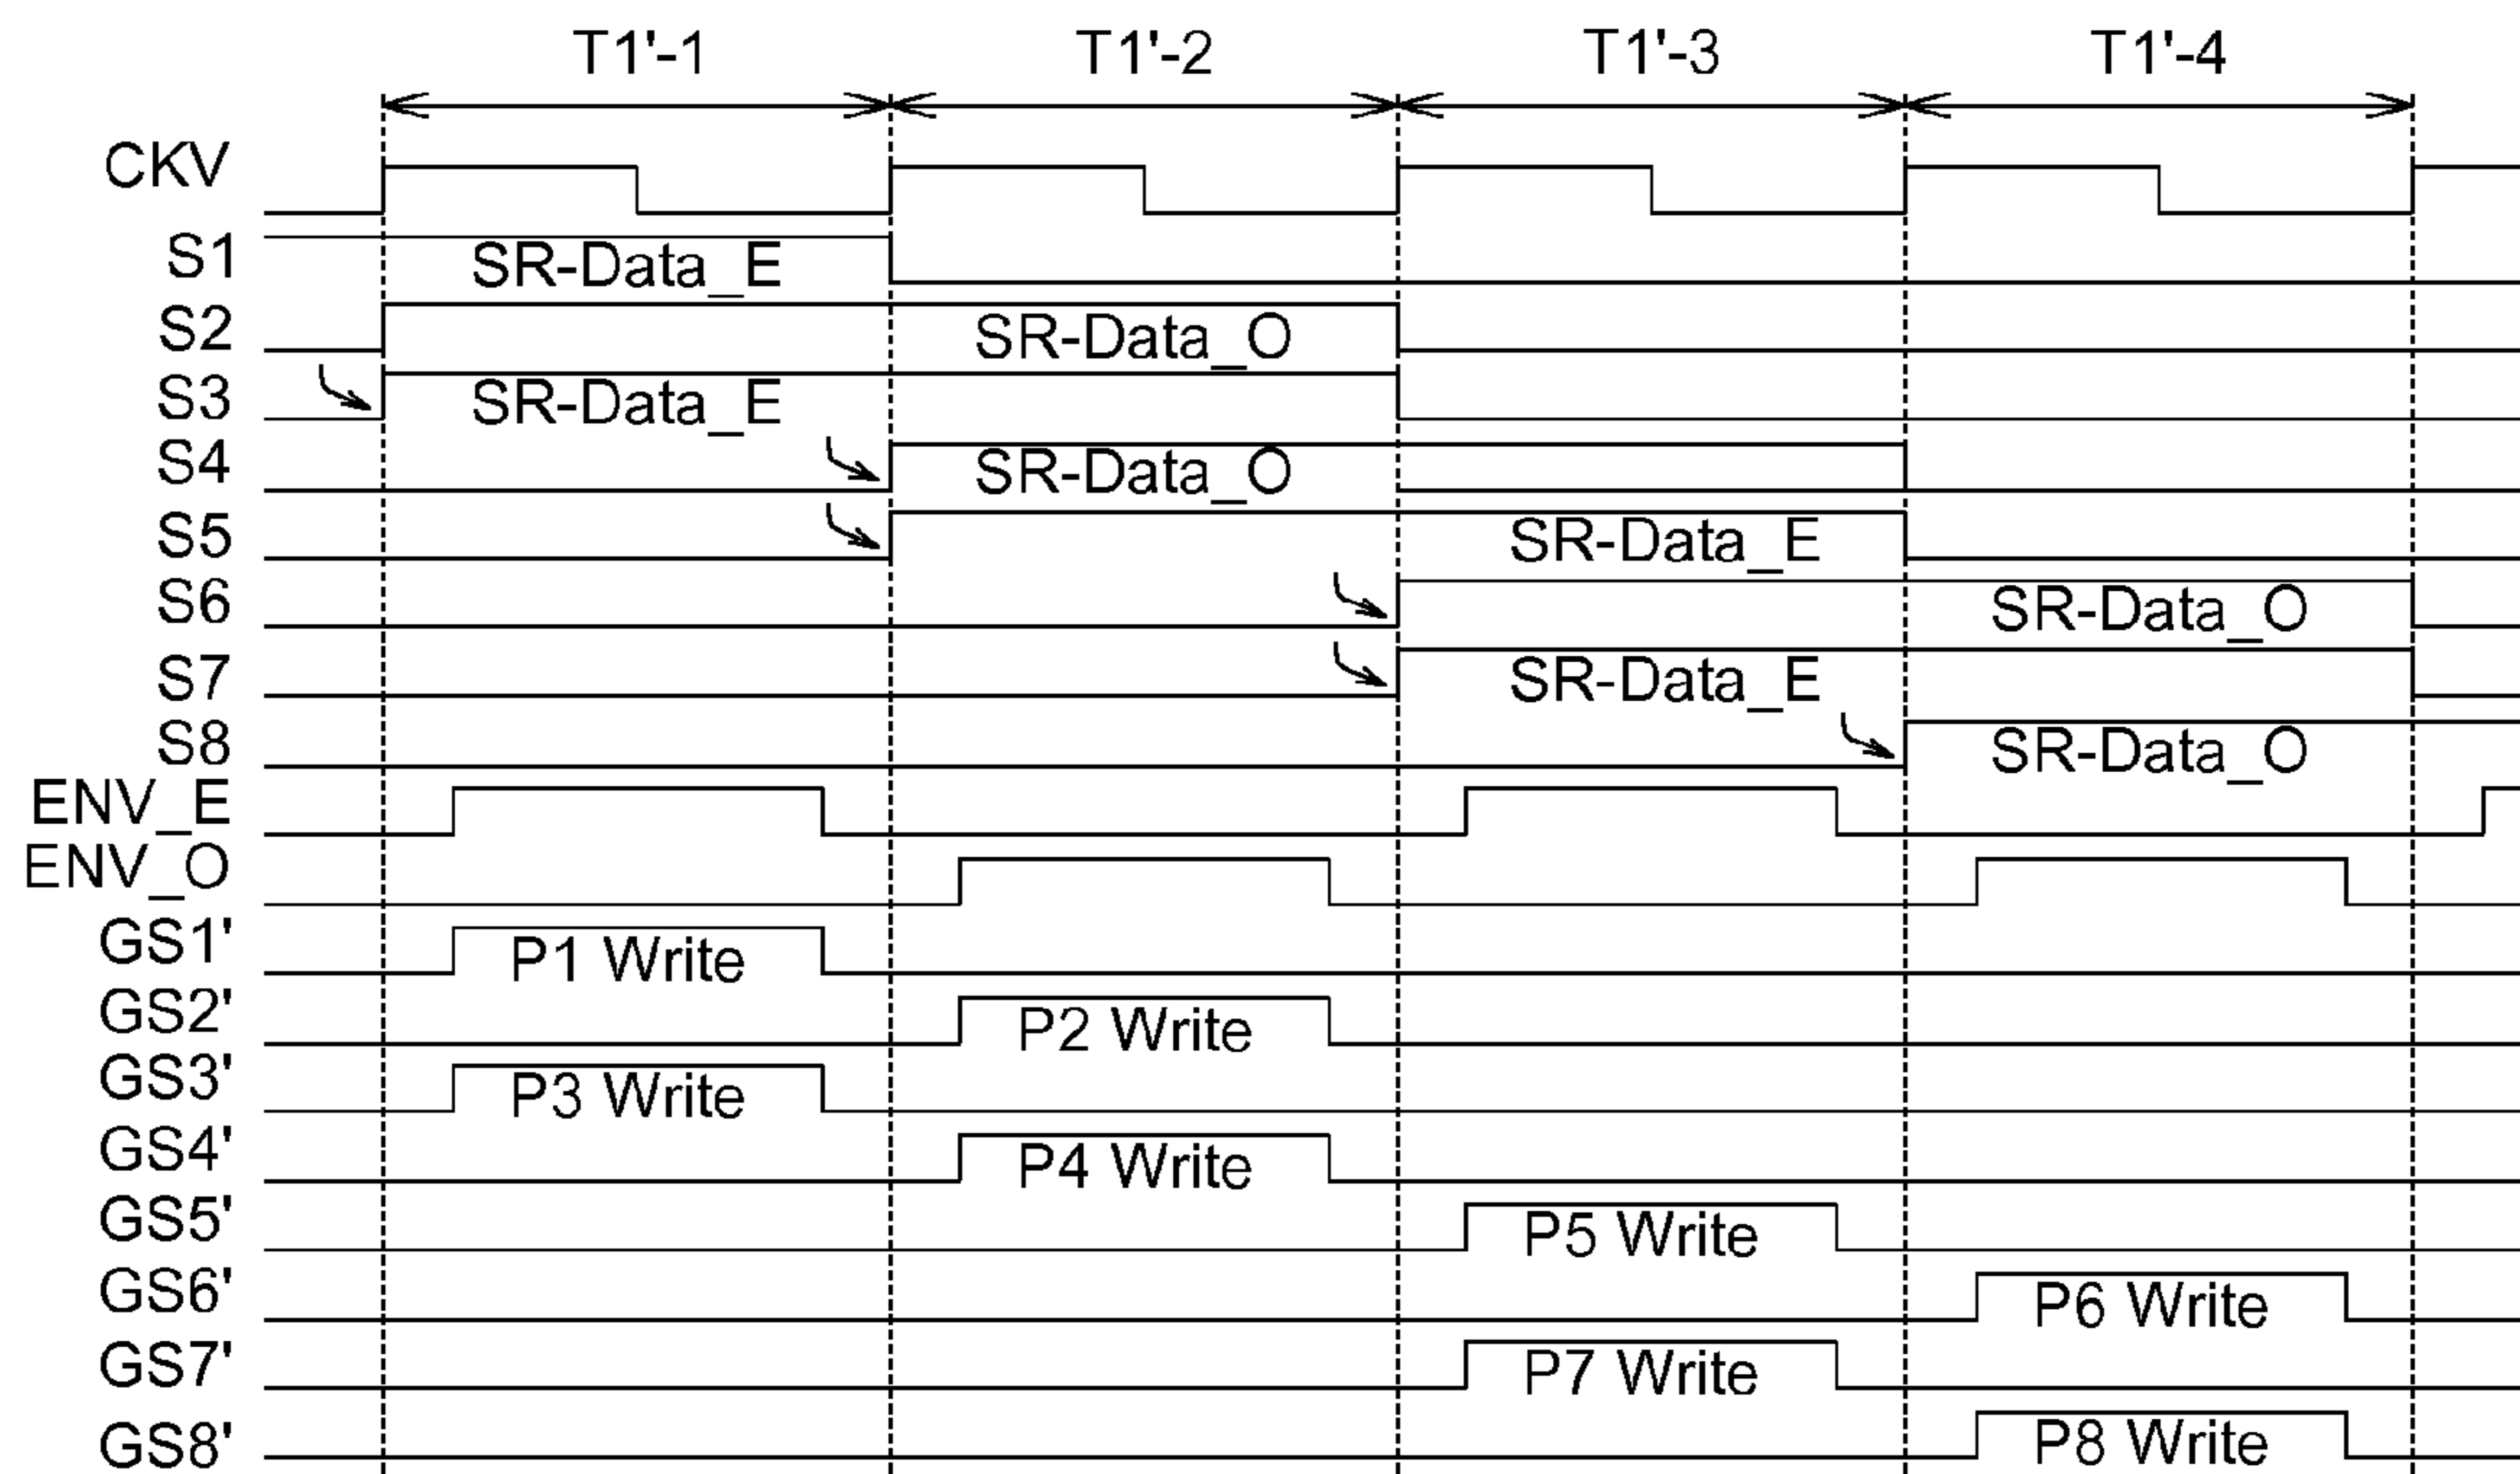 T1'-1 T1'-2 T1'-3 T1'-4
CKV
S1 SR-Data_E
S2 SR-Data_O
S3 SR-Data_E
S4 SR-Data_O
S5 SR-Data_E
S6 SR-Data_O
S7 SR-Data_E
S8 SR-Data_O
ENV_E
ENV_O
GS1' P1 Write
GS2' P2 Write
GS3' P3 Write
GS4' P4 Write
GS5' P5 Write
GS6' P6 Write
GS7' P7 Write
GS8' P8 Write